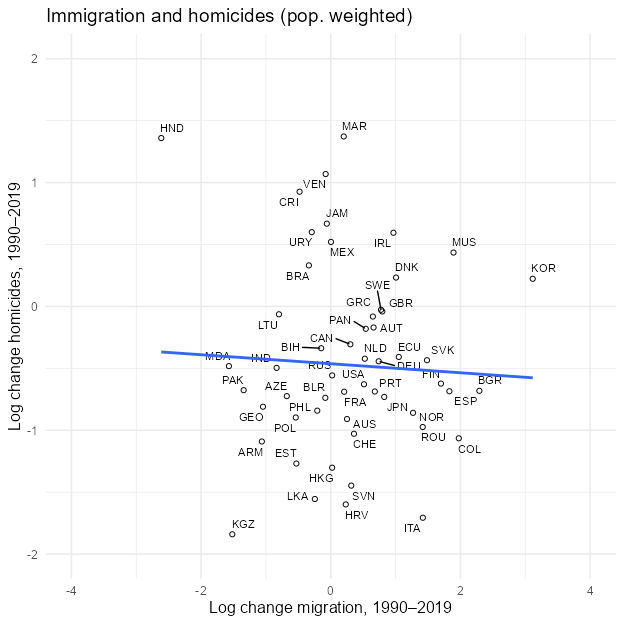 Immigration and homicides (pop. weighted)
2
HND
MAR
1
VEN
CRI
JAM
URY
MEX
IRL
MUS
BRA
DNK
KOR
SWE
GRC
GBR
0
LTU
PAN
AUT
CAN
BIH
NLD
ECU
SVK
MDA
IND
RUS
DEU
USA
FIN
PAK
AZE
BLR
PRT
BGR
GEO
PHL
FRA
JPN
ESP
-1
POL
AUS
NOR
CHE
ROU
ARM
EST
COL
HKG
LKA
SVN
HRV
KGZ
ITA
-2
-4
-2
0
2
4
Log change homicides, 1990–2019
Log change migration, 1990–2019